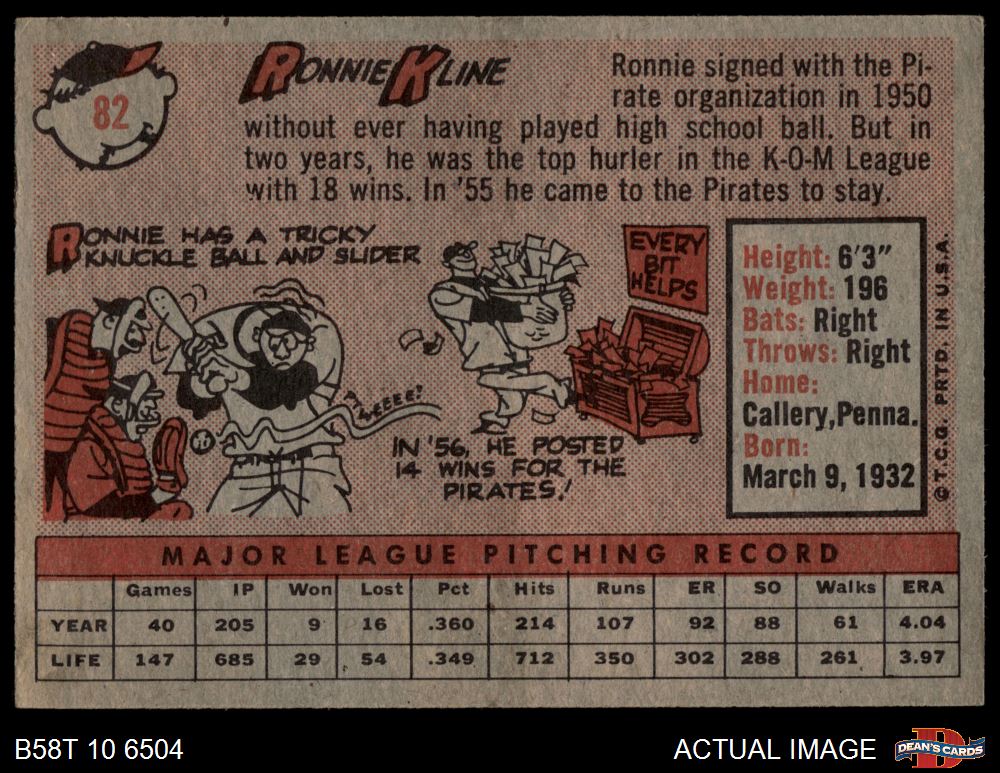 82
RONNIE KLINE
Ronnie signed with the Pi-
rate organization in 1950
without ever having played high school ball. But in
two years, he was the top hurler in the K-O-M League
with 18 wins. In '55 he came to the Pirates to stay.
RONNIE HAS A TRICKY
KNUCKLE BALL AND SLIDER
WEEEE!
EVERY
BIT
HELPS
IN '56, HE POSTED
14 WINS FOR THE
PIRATES!
Height: 6'3"
Weight: 196
Bats: Right
Throws: Right
Home:
Callery,Penna.
Born:
March 9, 1932
© T.C.G. PRTD. IN U.S.A.
MAJOR LEAGUE PITCHING RECORD
Games IP Won Lost Pct Hits Runs ER SO Walks ERA
YEAR 40 205 9 16 .360 214 107 92 88 61 4.04
LIFE 147 685 29 54 .349 712 350 302 288 261 3.97
B58T 10 6504
ACTUAL IMAGE
D
DEAN'S CARDS